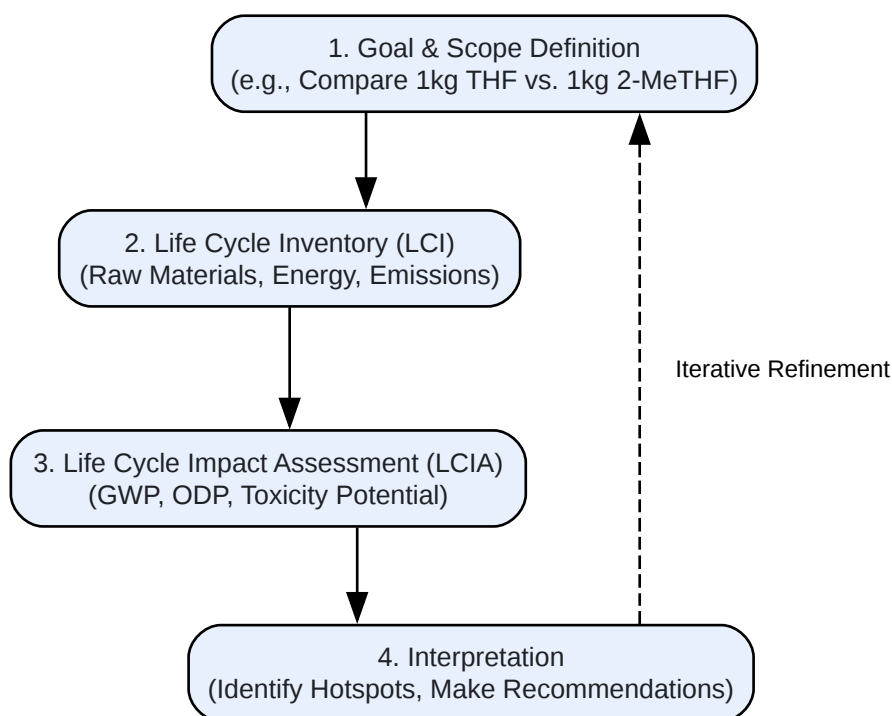 1. Goal & Scope Definition
(e.g., Compare 1kg THF vs. 1kg 2-MeTHF)
2. Life Cycle Inventory (LCI)
(Raw Materials, Energy, Emissions)
Iterative Refinement
3. Life Cycle Impact Assessment (LCIA)
(GWP, ODP, Toxicity Potential)
4. Interpretation
(Identify Hotspots, Make Recommendations)